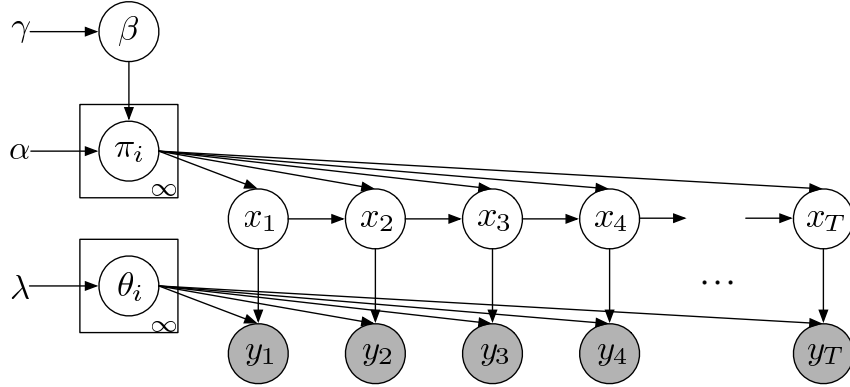 γ β
α π_i
∞
x_1 x_2 x_3 x_4 x_T
λ θ_i
...
∞
y_1 y_2 y_3 y_4 y_T